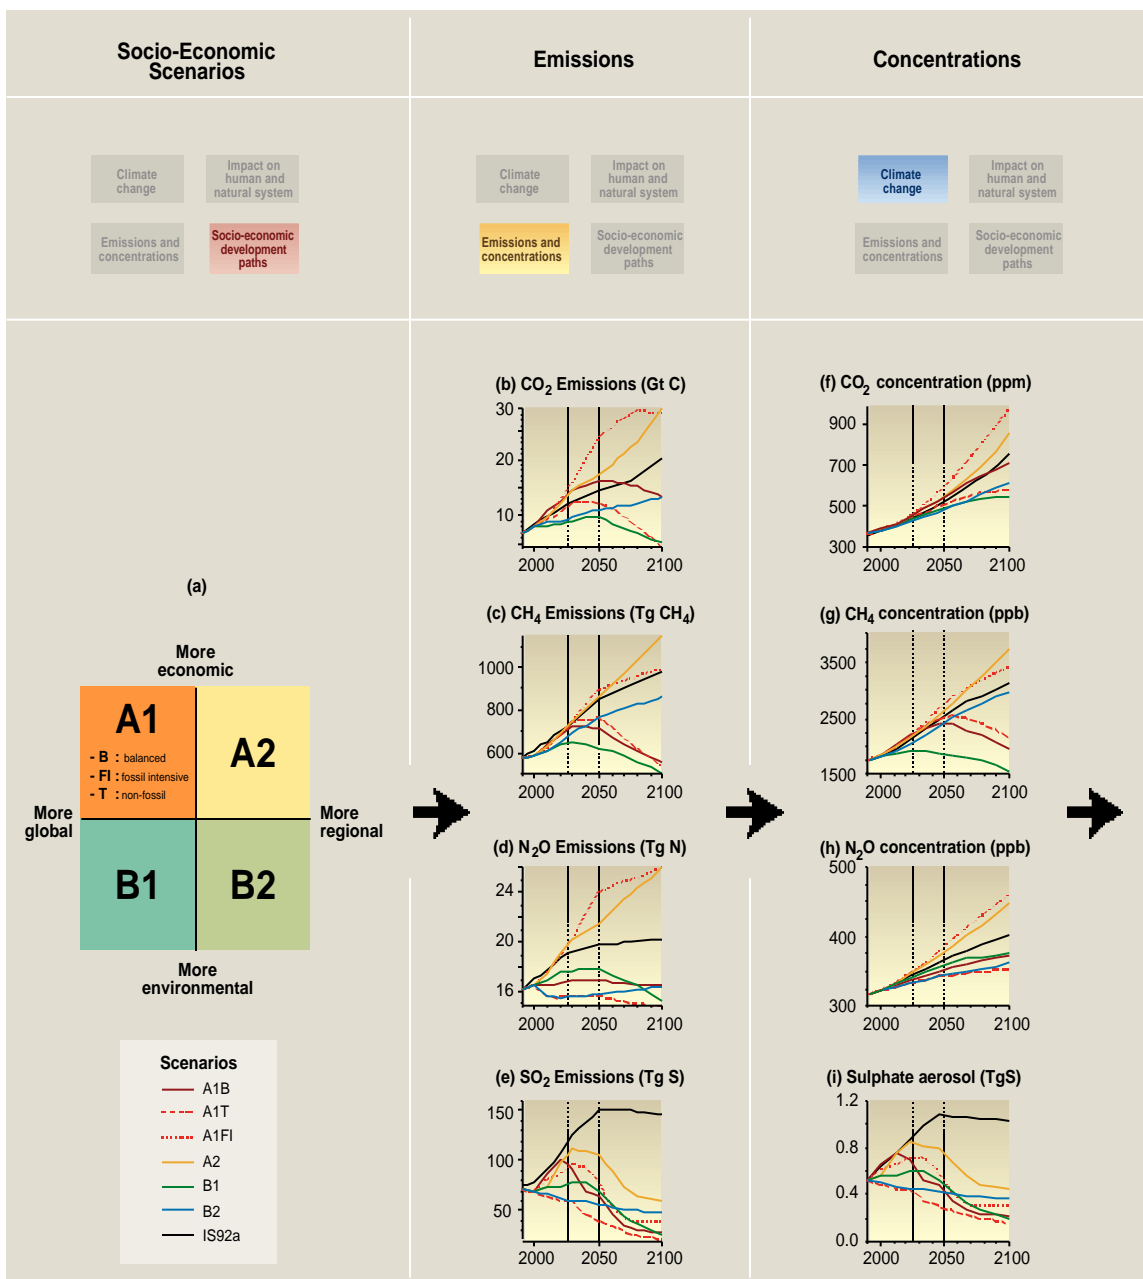 Socio-Economic
Scenarios
Emissions
Concentrations
Climate
change
Impact on
human and
natural system
Emissions and
concentrations
Socio-economic
development
paths
Climate
change
Impact on
human and
natural system
Emissions and
concentrations
Socio-economic
development
paths
Climate
change
Impact on
human and
natural system
Emissions and
concentrations
Socio-economic
development
paths
(a)
More
economic
A1
- B : balanced
- FI : fossil intensive
- T : non-fossil
A2
More
global
More
regional
B1
B2
More
environmental
Scenarios
A1B
A1T
A1FI
A2
B1
B2
IS92a
(b) CO2 Emissions (Gt C)
30
20
10
2000 2050 2100
(c) CH4 Emissions (Tg CH4)
1000
800
600
2000 2050 2100
(d) N2O Emissions (Tg N)
24
20
16
2000 2050 2100
(e) SO2 Emissions (Tg S)
150
100
50
2000 2050 2100
(f) CO2 concentration (ppm)
900
700
500
300
2000 2050 2100
(g) CH4 concentration (ppb)
3500
2500
1500
2000 2050 2100
(h) N2O concentration (ppb)
500
400
300
2000 2050 2100
(i) Sulphate aerosol (TgS)
1.2
0.8
0.4
0.0
2000 2050 2100